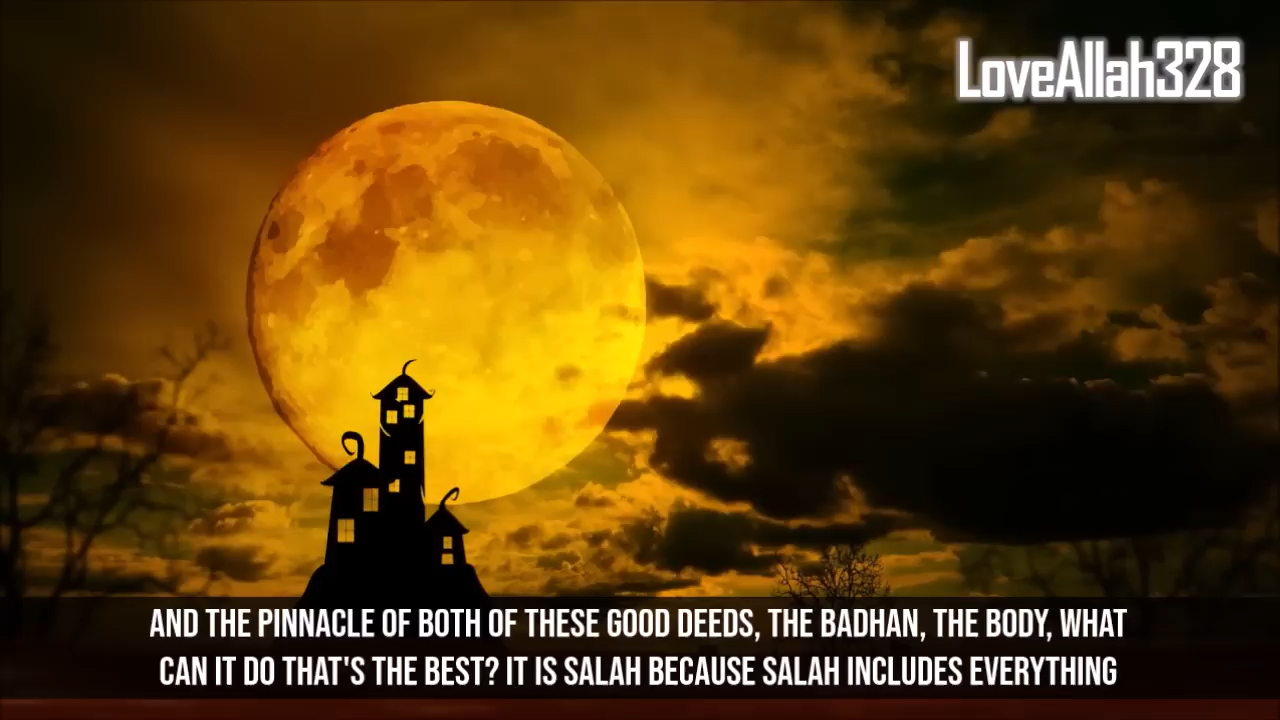 LoveAllah328
AND THE PINNACLE OF BOTH OF THESE GOOD DEEDS, THE BADHAN, THE BODY, WHAT
CAN IT DO THAT'S THE BEST? IT IS SALAH BECAUSE SALAH INCLUDES EVERYTHING